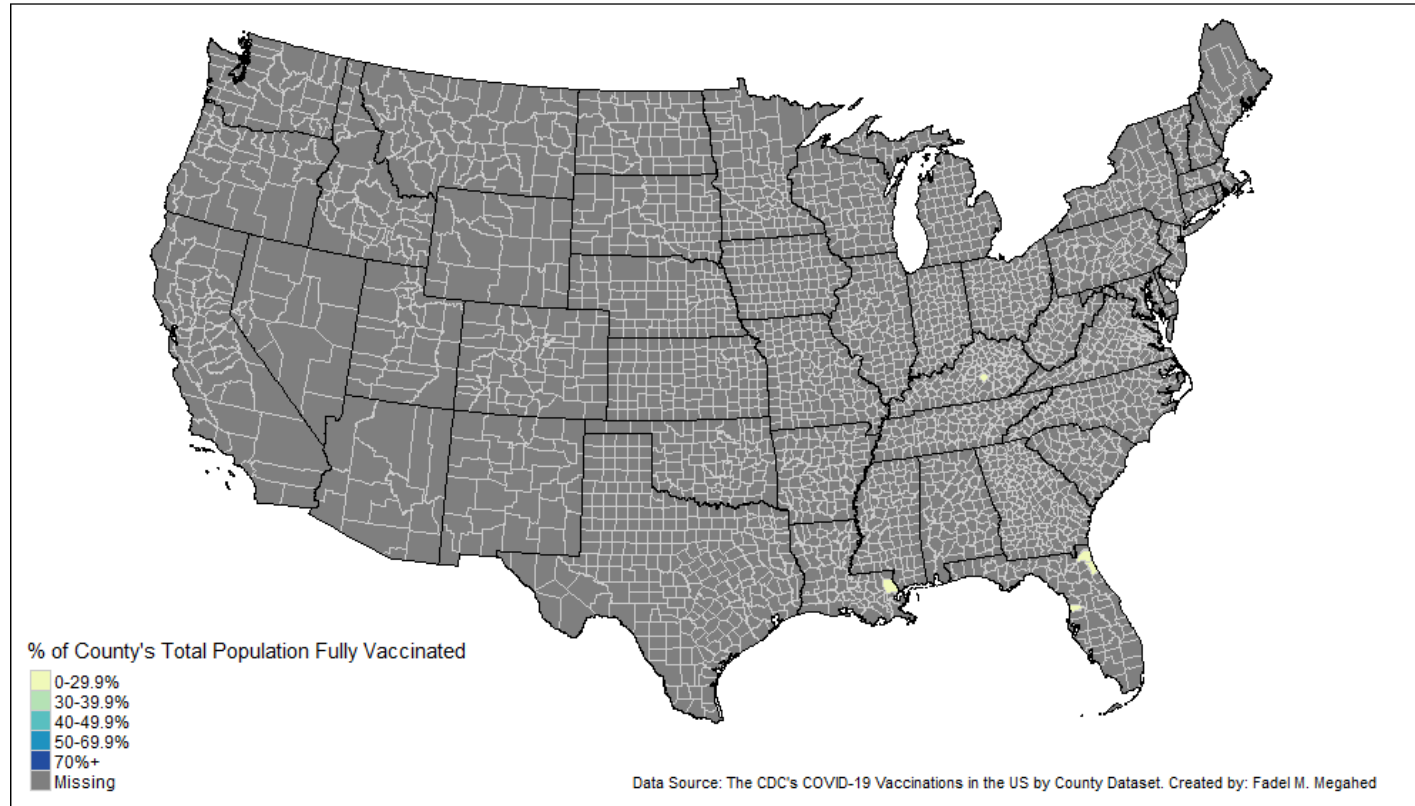 % of County's Total Population Fully Vaccinated
0-29.9%
30-39.9%
40-49.9%
50-69.9%
70%+
Missing
Data Source: The CDC's COVID-19 Vaccinations in the US by County Dataset. Created by: Fadel M. Megahed